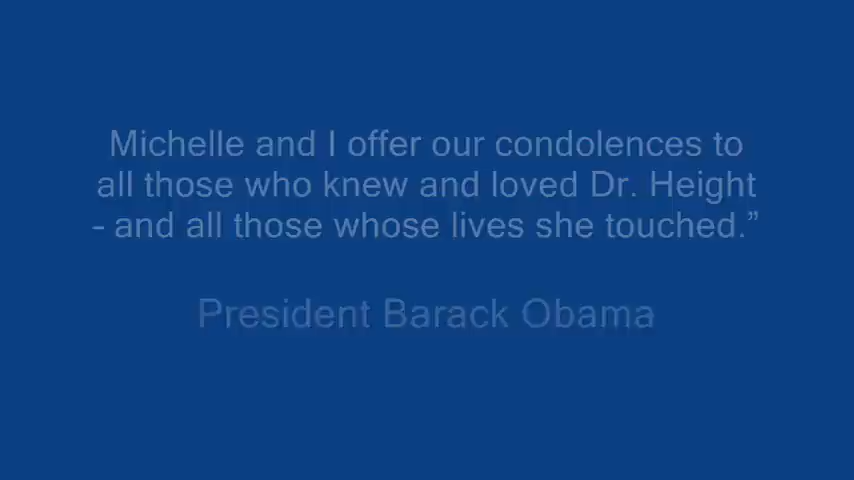 Michelle and I offer our condolences to
all those who knew and loved Dr. Height
– and all those whose lives she touched.”
President Barack Obama